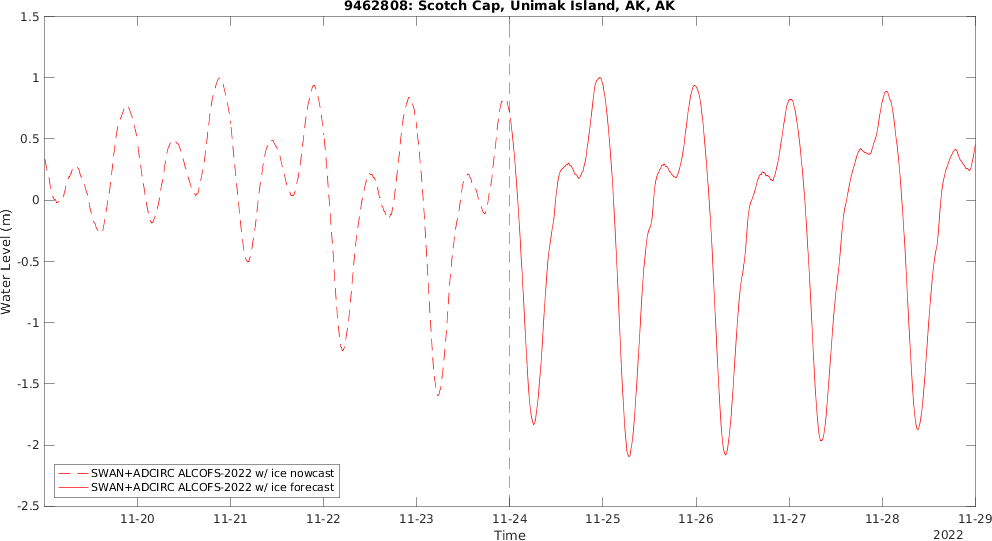 9462808: Scotch Cap, Unimak Island, AK, AK
1.5
1
0.5
0
-0.5
-1
-1.5
-2
-2.5
Water Level (m)
SWAN+ADCIRC ALCOFS-2022 w/ ice nowcast
SWAN+ADCIRC ALCOFS-2022 w/ ice forecast
11-20 11-21 11-22 11-23 11-24 11-25 11-26 11-27 11-28 11-29
Time
2022